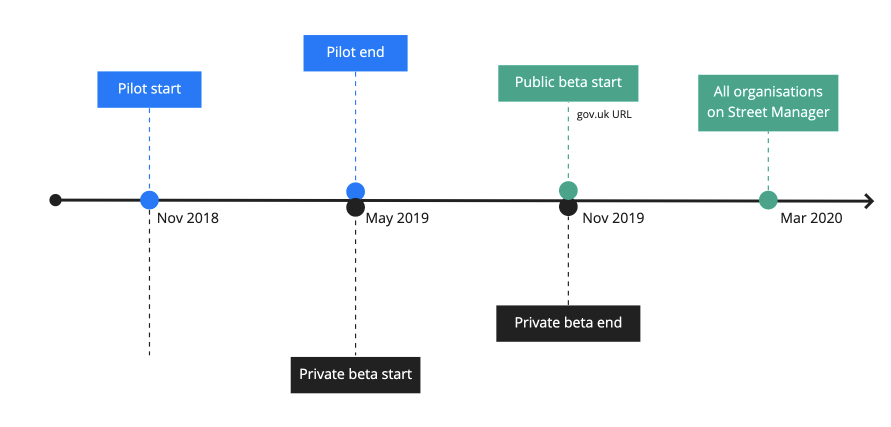 Pilot end
Pilot start
Public beta start
gov.uk URL
All organisations
on Street Manager
Nov 2018
May 2019
Nov 2019
Mar 2020
Private beta end
Private beta start